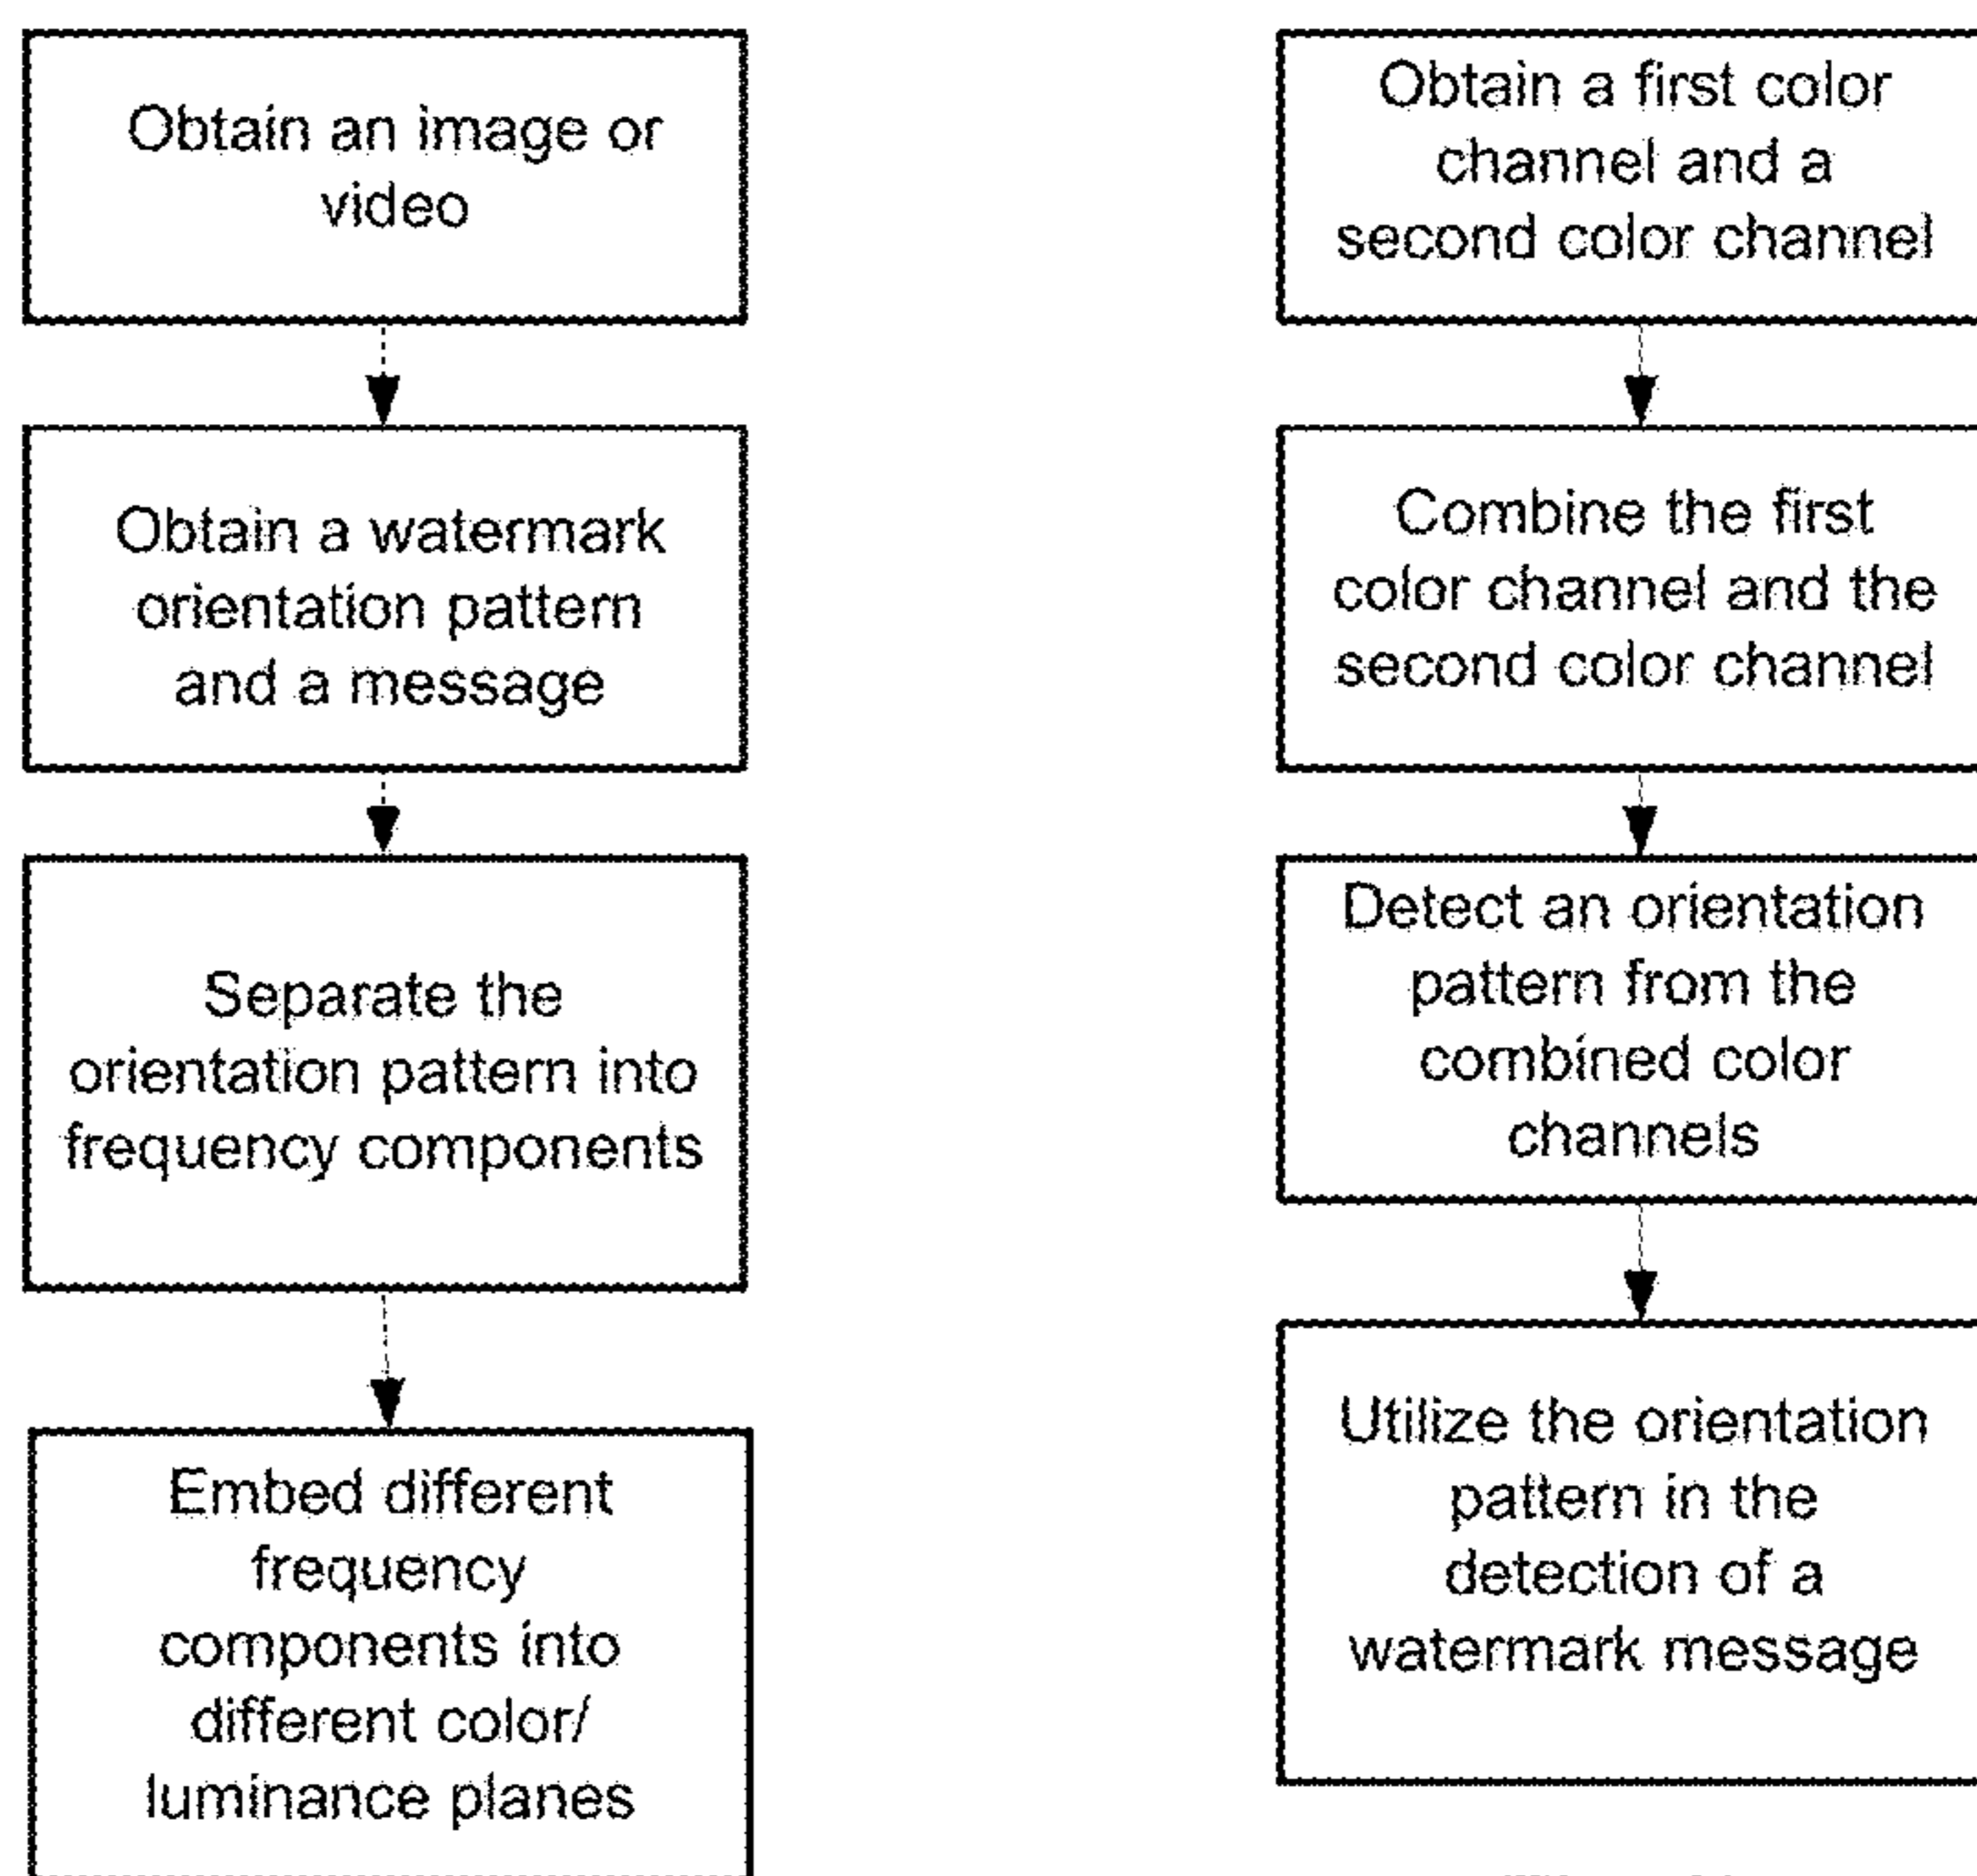 Obtain an image or
video
Obtain a watermark
orientation pattern
and a message
Separate the
orientation pattern into
frequency components
Embed different
frequency
components into
different color/
luminance planes
Obtain a first color
channel and a
second color channel
Combine the first
color channel and the
second color channel
Detect an orientation
pattern from the
combined color
channels
Utilize the orientation
pattern in the
detection of a
watermark message